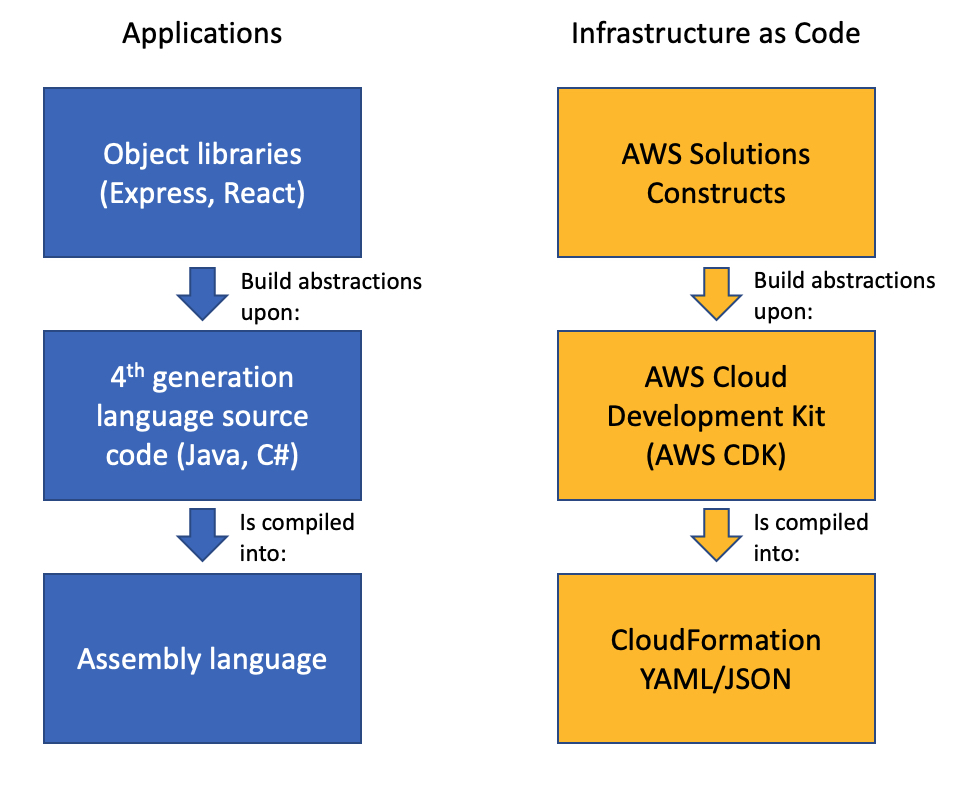 Applications
Object libraries
(Express, React)
Build abstractions
upon:
4th generation
language source
code (Java, C#)
Is compiled
into:
Assembly language
Infrastructure as Code
AWS Solutions
Constructs
Build abstractions
upon:
AWS Cloud
Development Kit
(AWS CDK)
Is compiled
into:
CloudFormation
YAML/JSON